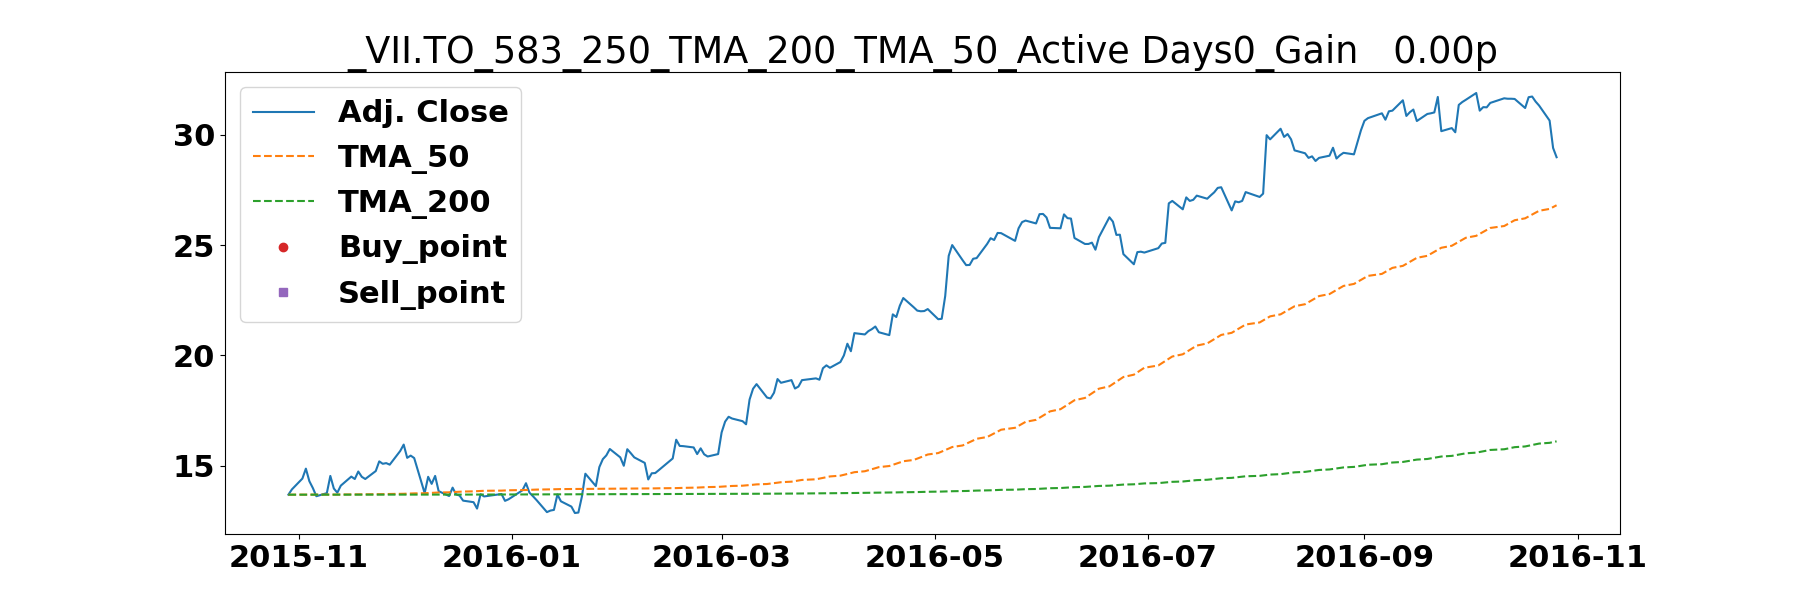 _VII.TO_583_250_TMA_200_TMA_50_Active Days0_Gain   0.00p
Adj. Close
TMA_50
TMA_200
Buy_point
Sell_point
30
25
20
15
2015-11 2016-01 2016-03 2016-05 2016-07 2016-09 2016-11